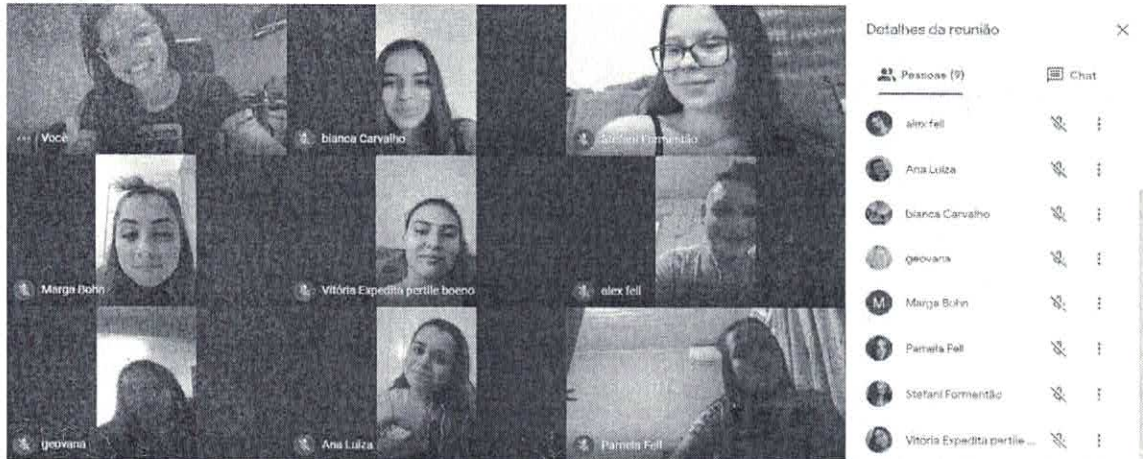 Você
bianca Carvalho
Stefani Formentão
Marga Bohn
Vitória Expedita pertile boeno
alex fell
geovana
Ana Luiza
Pamela Fell
Detalhes da reunião
Pessoas (9)
Chat
alex fell
Ana Luiza
bianca Carvalho
geovana
M
Marga Bohn
Pamela Fell
Stefani Formentão
Vitória Expedita pertile ...